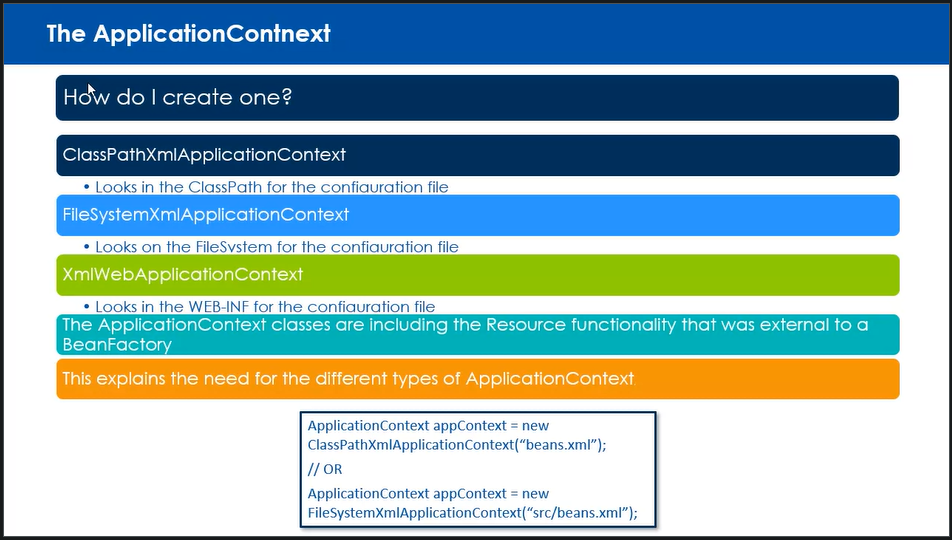 The ApplicationContnext
How do I create one?
ClassPathXmlApplicationContext
• Looks in the ClassPath for the configuration file
FileSystemXmlApplicationContext
• Looks on the FileSystem for the configuration file
XmlWebApplicationContext
• Looks in the WEB-INF for the configuration file
The ApplicationContext classes are including the Resource functionality that was external to a
BeanFactory
This explains the need for the different types of ApplicationContext
ApplicationContext appContext = new
ClassPathXmlApplicationContext(“beans.xml”);
// OR
ApplicationContext appContext = new
FileSystemXmlApplicationContext(“src/beans.xml”);